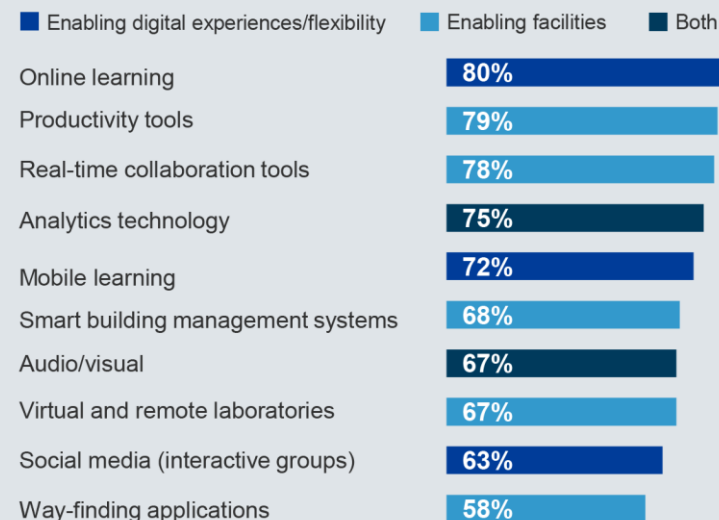 Enabling digital experiences/flexibility Enabling facilities Both
Online learning 80%
Productivity tools 79%
Real-time collaboration tools 78%
Analytics technology 75%
Mobile learning 72%
Smart building management systems 68%
Audio/visual 67%
Virtual and remote laboratories 67%
Social media (interactive groups) 63%
Way-finding applications 58%